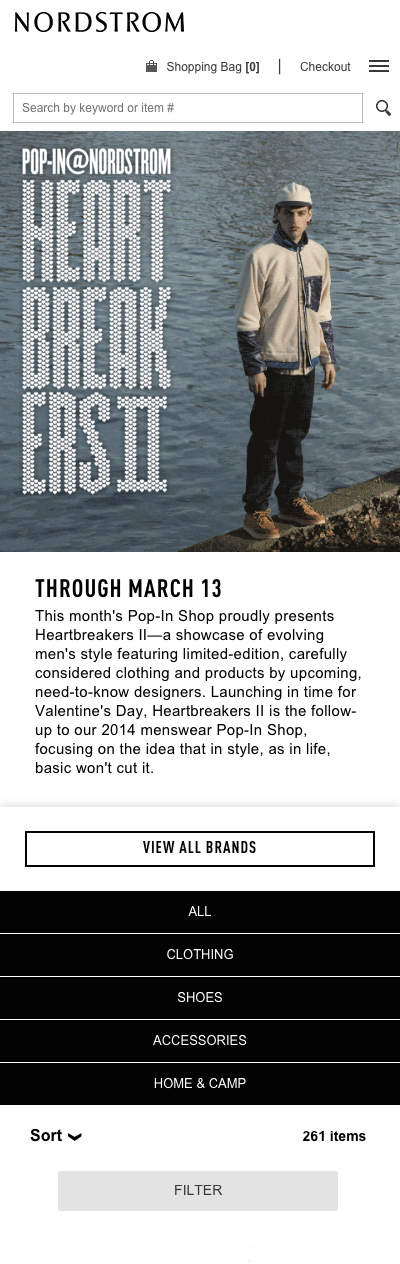 NORDSTROM
Shopping Bag [0] | Checkout
Search by keyword or item #
POP-IN@NORDSTROM
HEART
BREAK
ERS II
THROUGH MARCH 13
This month's Pop-In Shop proudly presents
Heartbreakers II—a showcase of evolving
men's style featuring limited-edition, carefully
considered clothing and products by upcoming,
need-to-know designers. Launching in time for
Valentine's Day, Heartbreakers II is the follow-
up to our 2014 menswear Pop-In Shop,
focusing on the idea that in style, as in life,
basic won't cut it.
VIEW ALL BRANDS
ALL
CLOTHING
SHOES
ACCESSORIES
HOME & CAMP
Sort
261 items
FILTER